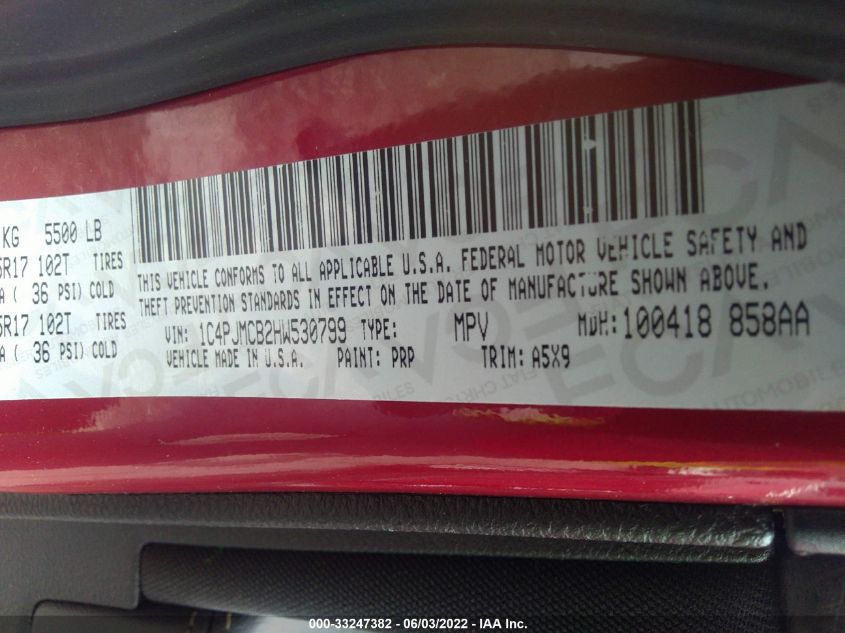 KG 5500 LB
5R17 102T TIRES
A ( 36 PSI) COLD
5R17 102T TIRES
A ( 36 PSI) COLD
THIS VEHICLE CONFORMS TO ALL APPLICABLE U.S.A. FEDERAL MOTOR VEHICLE SAFETY AND
THEFT PREVENTION STANDARDS IN EFFECT ON THE DATE OF MANUFACTURE SHOWN ABOVE.
VIN: 1C4PJMCB2HW530799 TYPE: MPV MDH: 100418 858AA
VEHICLE MADE IN U.S.A. PAINT: PRP TRIM: A5X9
000-33247382 - 06/03/2022 - IAA Inc.